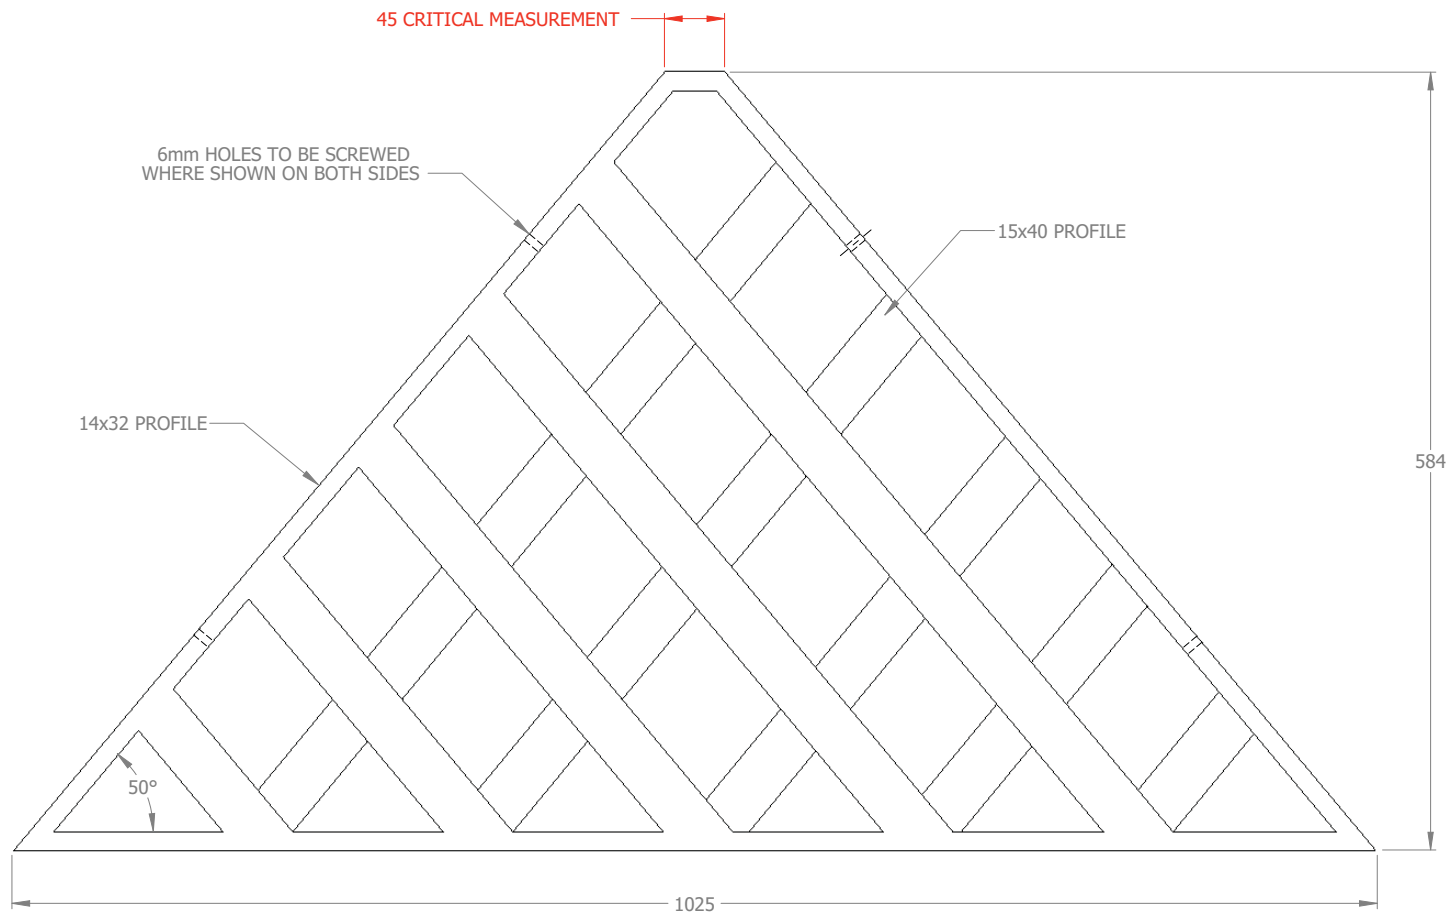 45 CRITICAL MEASUREMENT
6mm HOLES TO BE SCREWED
WHERE SHOWN ON BOTH SIDES
15x40 PROFILE
14x32 PROFILE
584
50°
1025